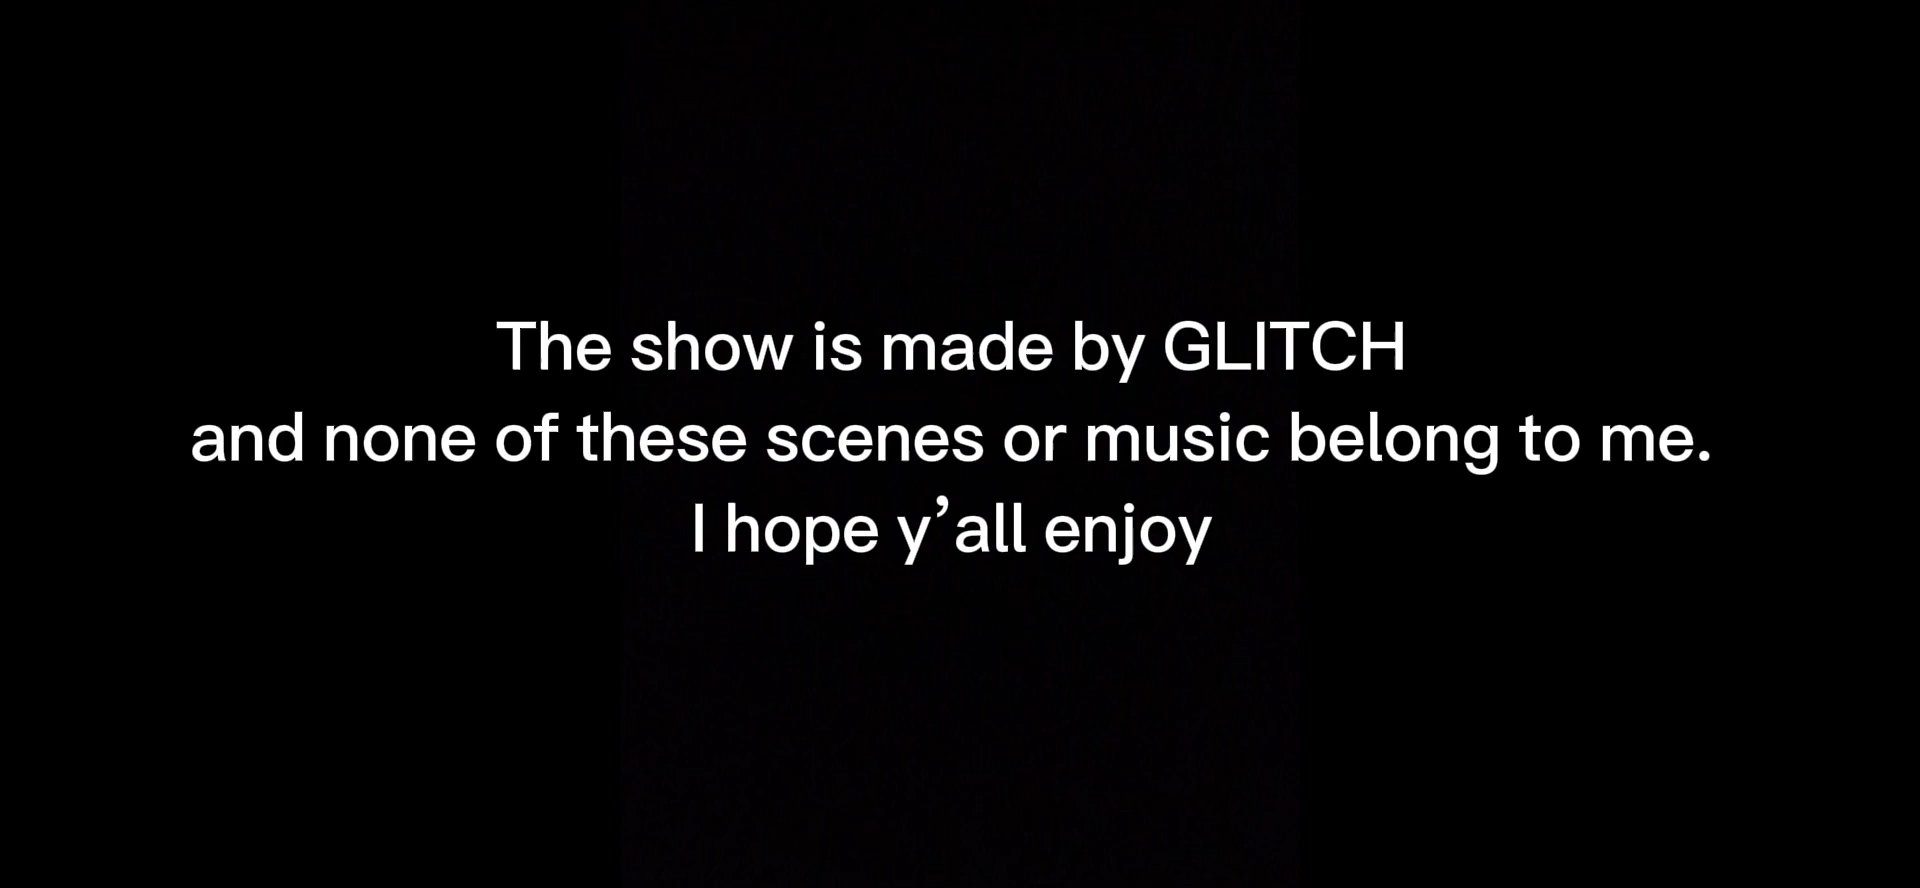 The show is made by GLITCH
and none of these scenes or music belong to me.
I hope y’all enjoy